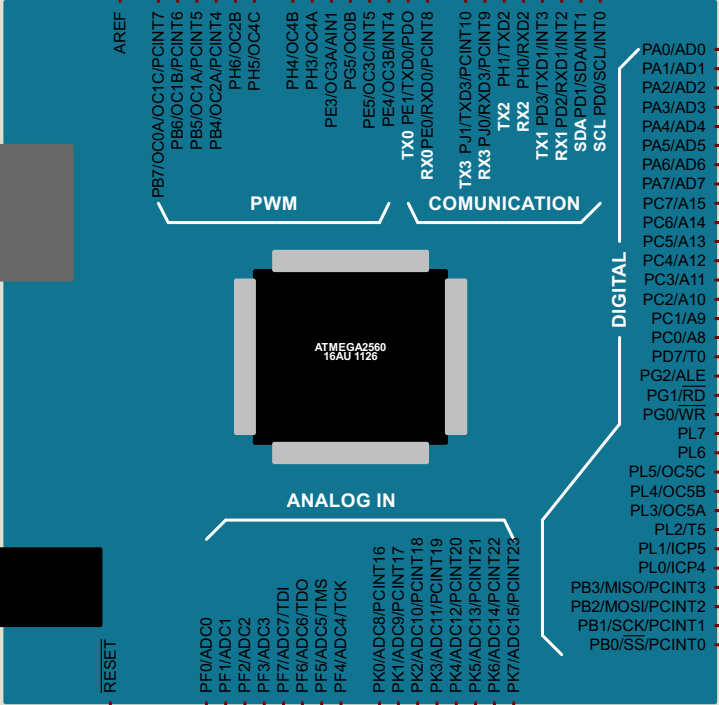 AREF
PB7/OC0A/OC1C/PCINT7
PB6/OC1B/PCINT6
PB5/OC1A/PCINT5
PB4/OC2A/PCINT4
PH6/OC2B
PH5/OC4C
PH4/OC4B
PH3/OC4A
PE3/OC3A/AIN1
PG5/OC0B
PE5/OC3C/INT5
PE4/OC3B/INT4
TX0 PE1/TXD0/PDO
RX0 PE0/RXD0/PCINT8
TX3 PJ1/TXD3/PCINT10
RX3 PJ0/RXD3/PCINT9
TX2 PH1/TXD2
RX2 PH0/RXD2
TX1 PD3/TXD1/INT3
RX1 PD2/RXD1/INT2
SDA PD1/SDA/INT1
SCL PD0/SCL/INT0
PWM
COMUNICATION
DIGITAL
PA0/AD0
PA1/AD1
PA2/AD2
PA3/AD3
PA4/AD4
PA5/AD5
PA6/AD6
PA7/AD7
PC7/A15
PC6/A14
PC5/A13
PC4/A12
PC3/A11
PC2/A10
PC1/A9
PC0/A8
PD7/T0
PG2/ALE
PG1/RD
PG0/WR
PL7
PL6
PL5/OC5C
PL4/OC5B
PL3/OC5A
PL2/T5
PL1/ICP5
PL0/ICP4
PB3/MISO/PCINT3
PB2/MOSI/PCINT2
PB1/SCK/PCINT1
PB0/SS/PCINT0
ATMEGA2560
16AU 1126
ANALOG IN
RESET
PF0/ADC0
PF1/ADC1
PF2/ADC2
PF3/ADC3
PF7/ADC7/TDI
PF6/ADC6/TDO
PF5/ADC5/TMS
PF4/ADC4/TCK
PK0/ADC8/PCINT16
PK1/ADC9/PCINT17
PK2/ADC10/PCINT18
PK3/ADC11/PCINT19
PK4/ADC12/PCINT20
PK5/ADC13/PCINT21
PK6/ADC14/PCINT22
PK7/ADC15/PCINT23